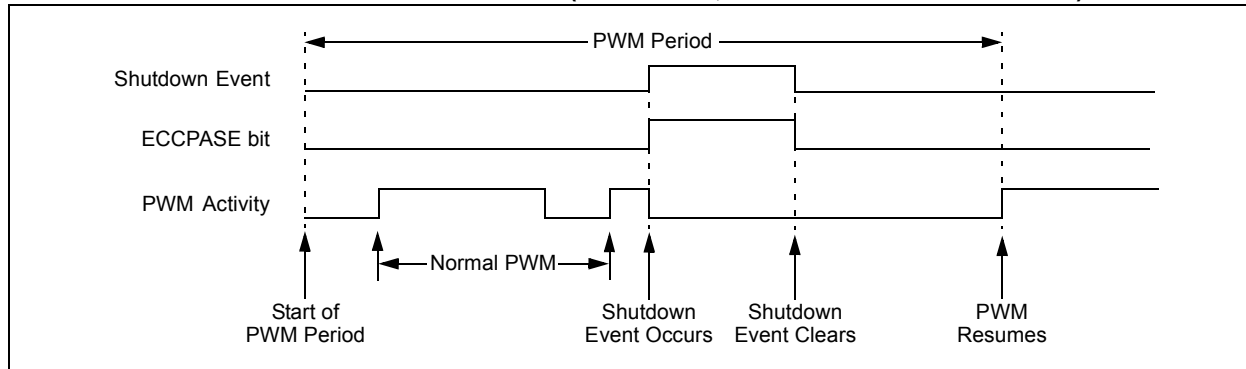 PWM Period
Shutdown Event
ECCPASE bit
PWM Activity
Normal PWM
Start of
PWM Period
Shutdown
Event Occurs
Shutdown
Event Clears
PWM
Resumes